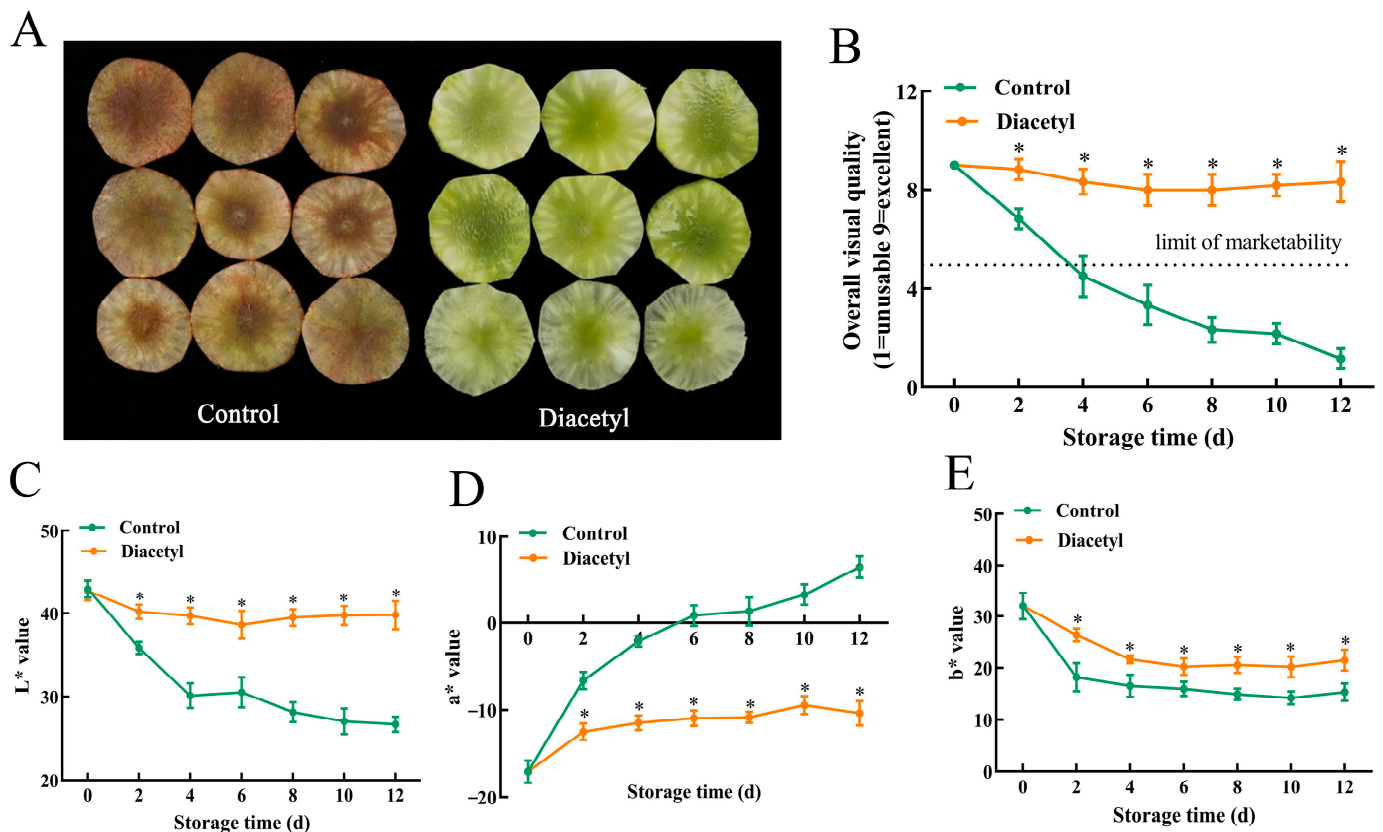 A
Control
Diacetyl
B
Overall visual quality
(1=unusable 9=excellent)
12
8
4
0
Control
Diacetyl
* * * * * *
limit of marketability
0 2 4 6 8 10 12
Storage time (d)
C
L* value
50
40
30
20
Control
Diacetyl
* * * * * *
0 2 4 6 8 10 12
Storage time (d)
D
a* value
10
0
−10
−20
Control
Diacetyl
0 2 4 6 8 10 12
* * * * * *
Storage time (d)
E
b* value
50
40
30
20
10
0
Control
Diacetyl
* * * * * *
0 2 4 6 8 10 12
Storage time (d)